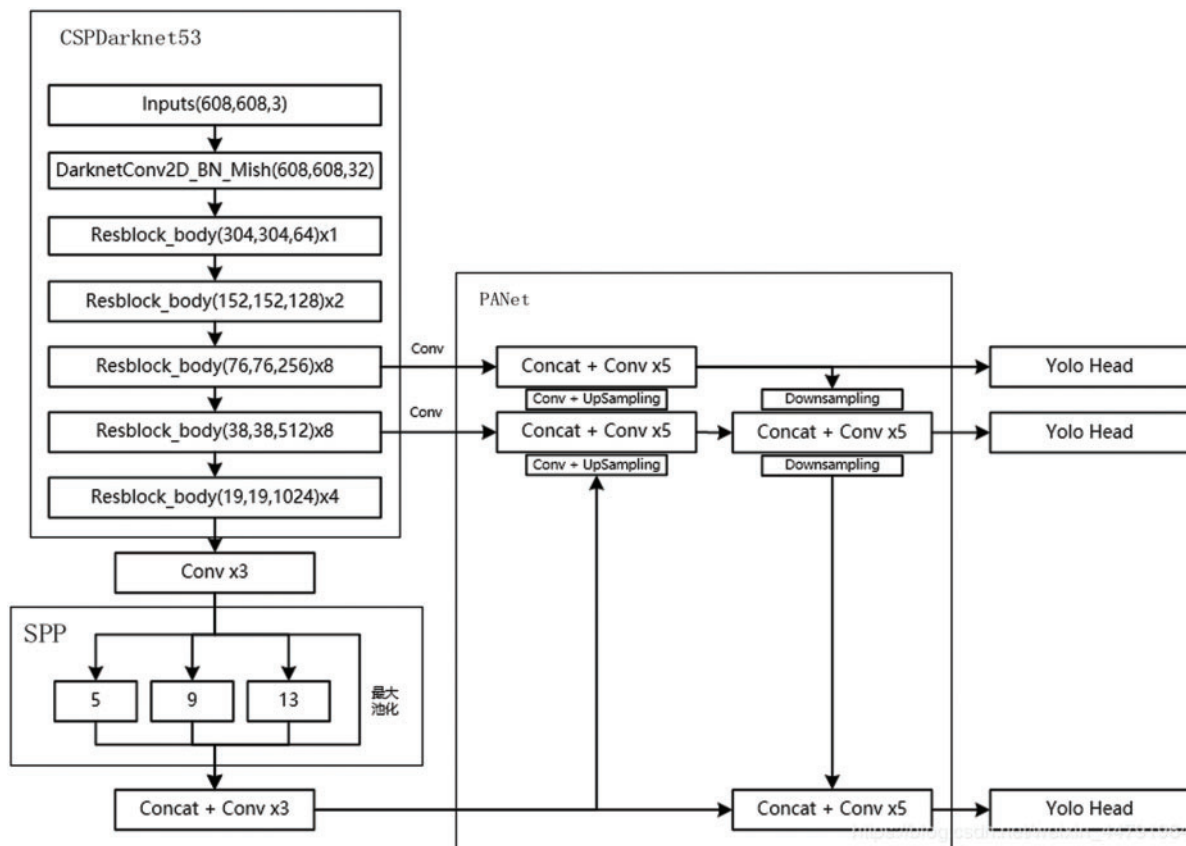 CSPDarknet53
Inputs(608,608,3)
DarknetConv2D_BN_Mish(608,608,32)
Resblock_body(304,304,64)x1
Resblock_body(152,152,128)x2
Resblock_body(76,76,256)x8
Resblock_body(38,38,512)x8
Resblock_body(19,19,1024)x4
Conv x3
SPP
5
9
13
最大
池化
Concat + Conv x3
Conv
Conv
PANet
Concat + Conv x5
Conv + UpSampling
Concat + Conv x5
Conv + UpSampling
Downsampling
Concat + Conv x5
Downsampling
Concat + Conv x5
Yolo Head
Yolo Head
Yolo Head